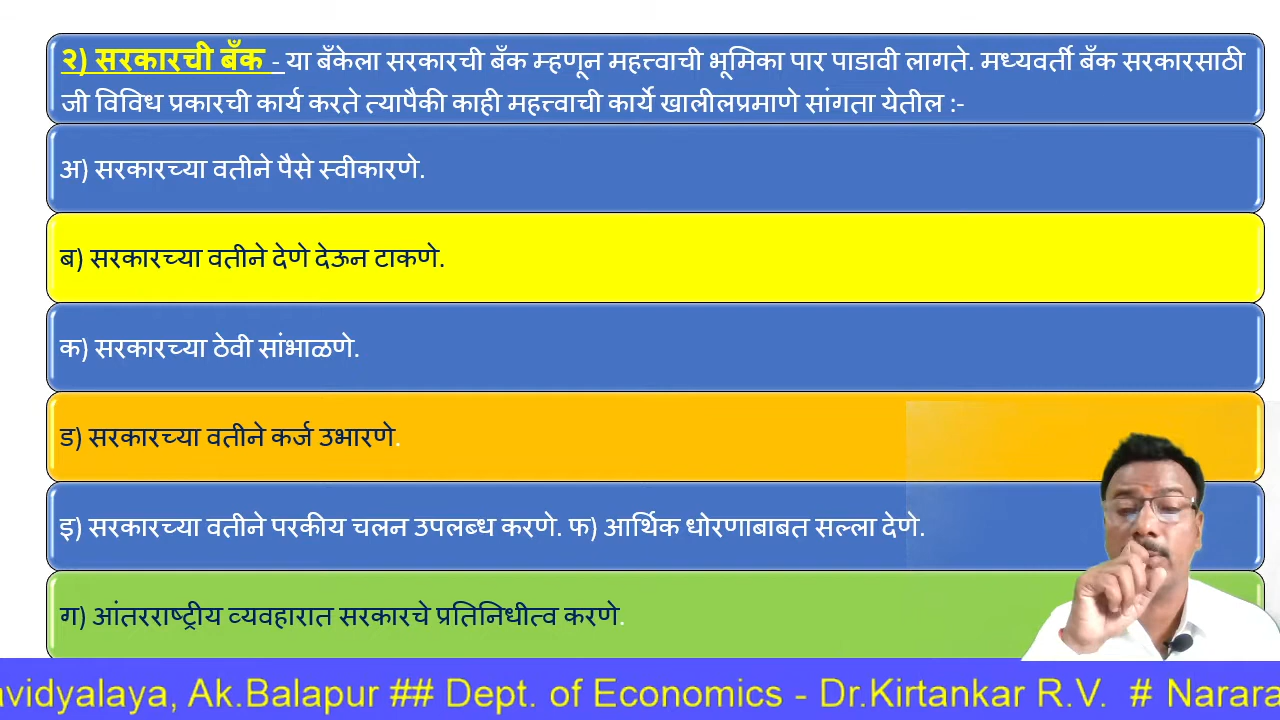 २) सरकारची बँक - या बँकेला सरकारची बँक म्हणून महत्त्वाची भूमिका पार पाडावी लागते. मध्यवर्ती बँक सरकारसाठी
जी विविध प्रकारची कार्य करते त्यापैकी काही महत्त्वाची कार्ये खालीलप्रमाणे सांगता येतील :-
अ) सरकारच्या वतीने पैसे स्वीकारणे.
ब) सरकारच्या वतीने देणे देऊन टाकणे.
क) सरकारच्या ठेवी सांभाळणे.
ड) सरकारच्या वतीने कर्ज उभारणे.
इ) सरकारच्या वतीने परकीय चलन उपलब्ध करणे. फ) आर्थिक धोरणाबाबत सल्ला देणे.
ग) आंतरराष्ट्रीय व्यवहारात सरकारचे प्रतिनिधीत्व करणे.
avidyalaya, Ak.Balapur ## Dept. of Economics - Dr.Kirtankar R.V. # Narara